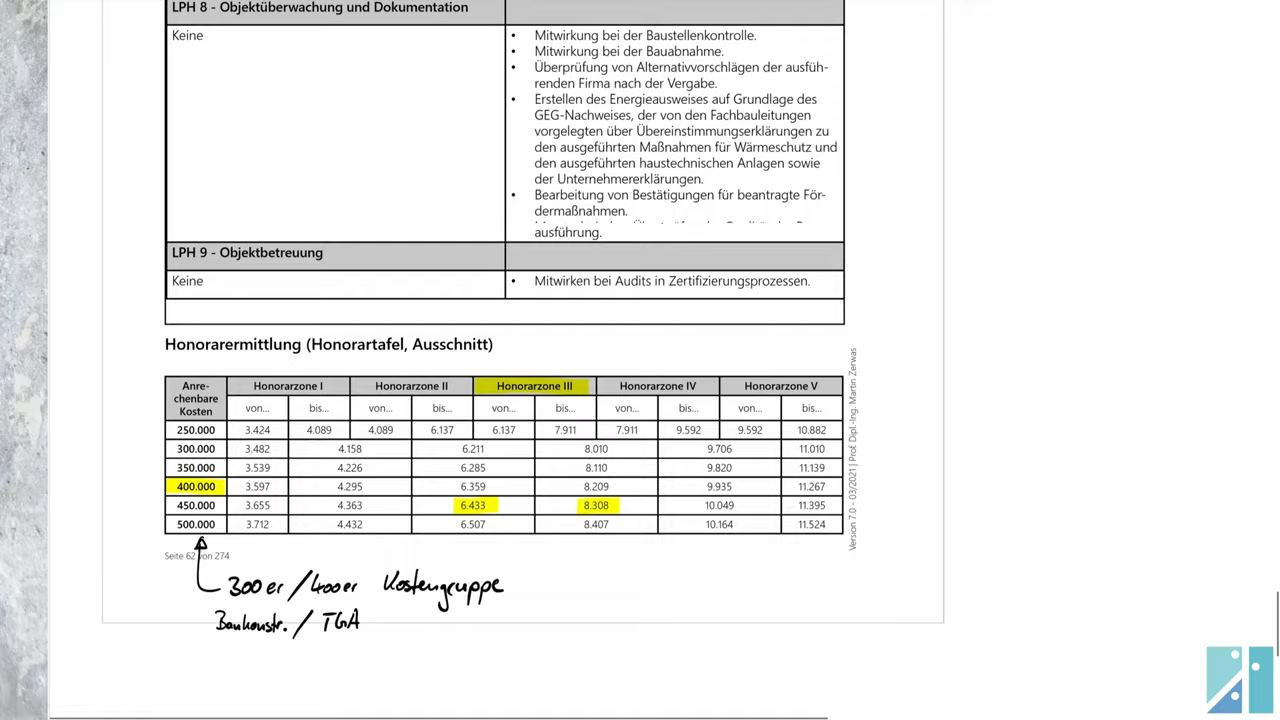 LPH 8 - Objektüberwachung und Dokumentation
Keine
• Mitwirkung bei der Baustellenkontrolle.
• Mitwirkung bei der Bauabnahme.
• Überprüfung von Alternativvorschlägen der ausfüh-
renden Firma nach der Vergabe.
• Erstellen des Energieausweises auf Grundlage des
GEG-Nachweises, der von den Fachbauleitungen
vorgelegten über Übereinstimmungserklärungen zu
den ausgeführten Maßnahmen für Wärmeschutz und
den ausgeführten haustechnischen Anlagen sowie
der Unternehmererklärungen.
• Bearbeitung von Bestätigungen für beantragte För-
dermaßnahmen.
ausführung.
LPH 9 - Objektbetreuung
Keine
• Mitwirken bei Audits in Zertifizierungsprozessen.
Honorarermittlung (Honorartafel, Ausschnitt)
Anre-
chenbare
Kosten
Honorarzone I Honorarzone II Honorarzone III Honorarzone IV Honorarzone V
von... bis... von... bis... von... bis... von... bis... von... bis...
250.000 3.424 4.089 4.089 6.137 6.137 7.911 7.911 9.592 9.592 10.882
300.000 3.482 4.158 6.211 8.010 9.706 11.010
350.000 3.539 4.226 6.285 8.110 9.820 11.139
400.000 3.597 4.295 6.359 8.209 9.935 11.267
450.000 3.655 4.363 6.433 8.308 10.049 11.395
500.000 3.712 4.432 6.507 8.407 10.164 11.524
Version 7.0 - 03/2021 | Prof. Dipl.-Ing. Martin Zerwas
Seite 62 von 274
300er / 400er Kostengruppe
Baukonstr. / TGA